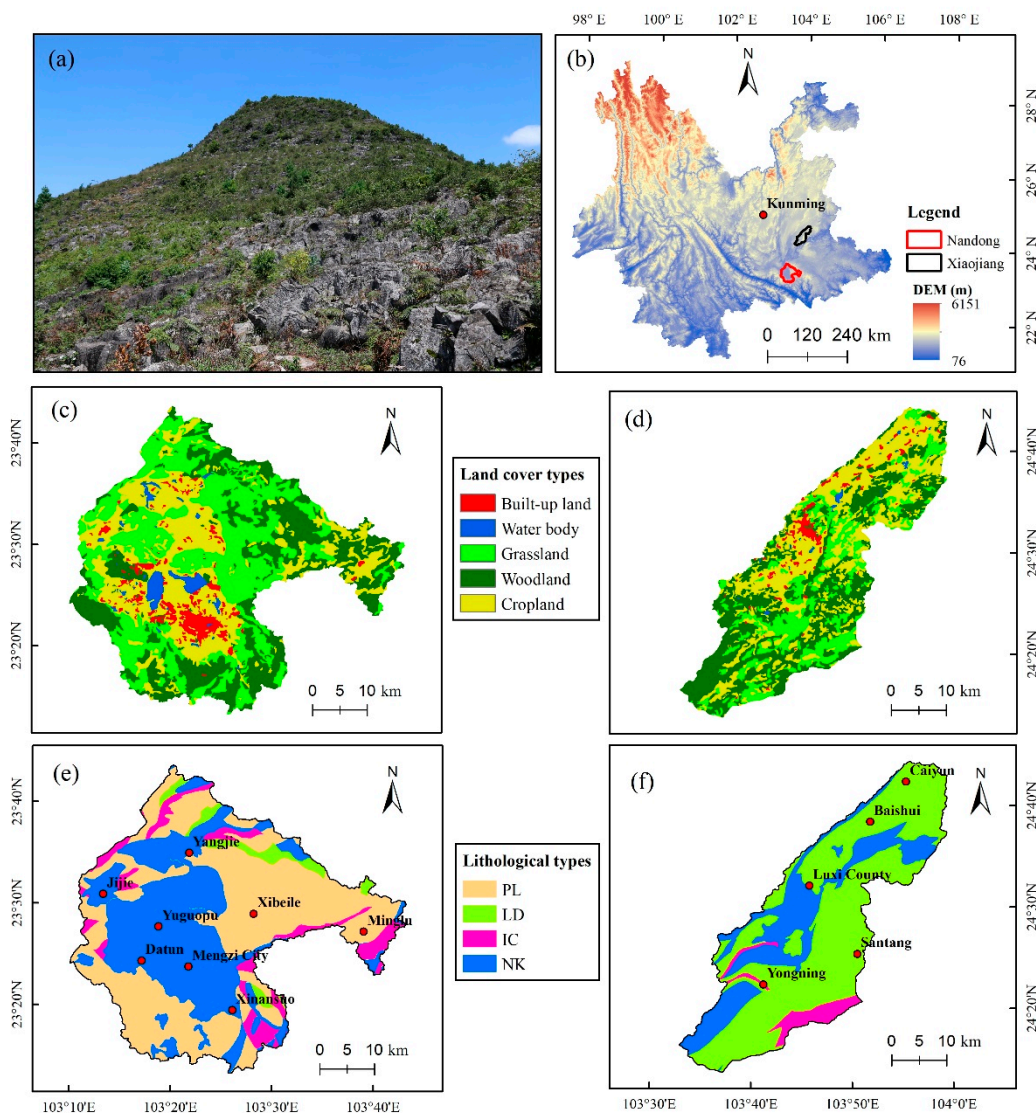 (a)
98° E 100° E 102° E 104° E 106° E 108° E
(b)
N
28° N
26° N
24° N
22° N
Kunming
Legend
Nandong
Xiaojiang
DEM (m)
6151
76
0 120 240 km
(c)
N
23°40'N
23°30'N
23°20'N
0 5 10 km
Land cover types
Built-up land
Water body
Grassland
Woodland
Cropland
(d)
N
24°40'N
24°30'N
24°20'N
0 5 10 km
(e)
N
23°40'N
23°30'N
23°20'N
Yangjie
Jijie
Xibeile
Yuguopu
Minglu
Datun
Mengzi City
Xinansuo
0 5 10 km
103°10'E 103°20'E 103°30'E 103°40'E
Lithological types
PL
LD
IC
NK
(f)
N
Caiyun
Baishui
Luxi County
Santang
Yongning
24°40'N
24°30'N
24°20'N
0 5 10 km
103°30'E 103°40'E 103°50'E 104°0'E